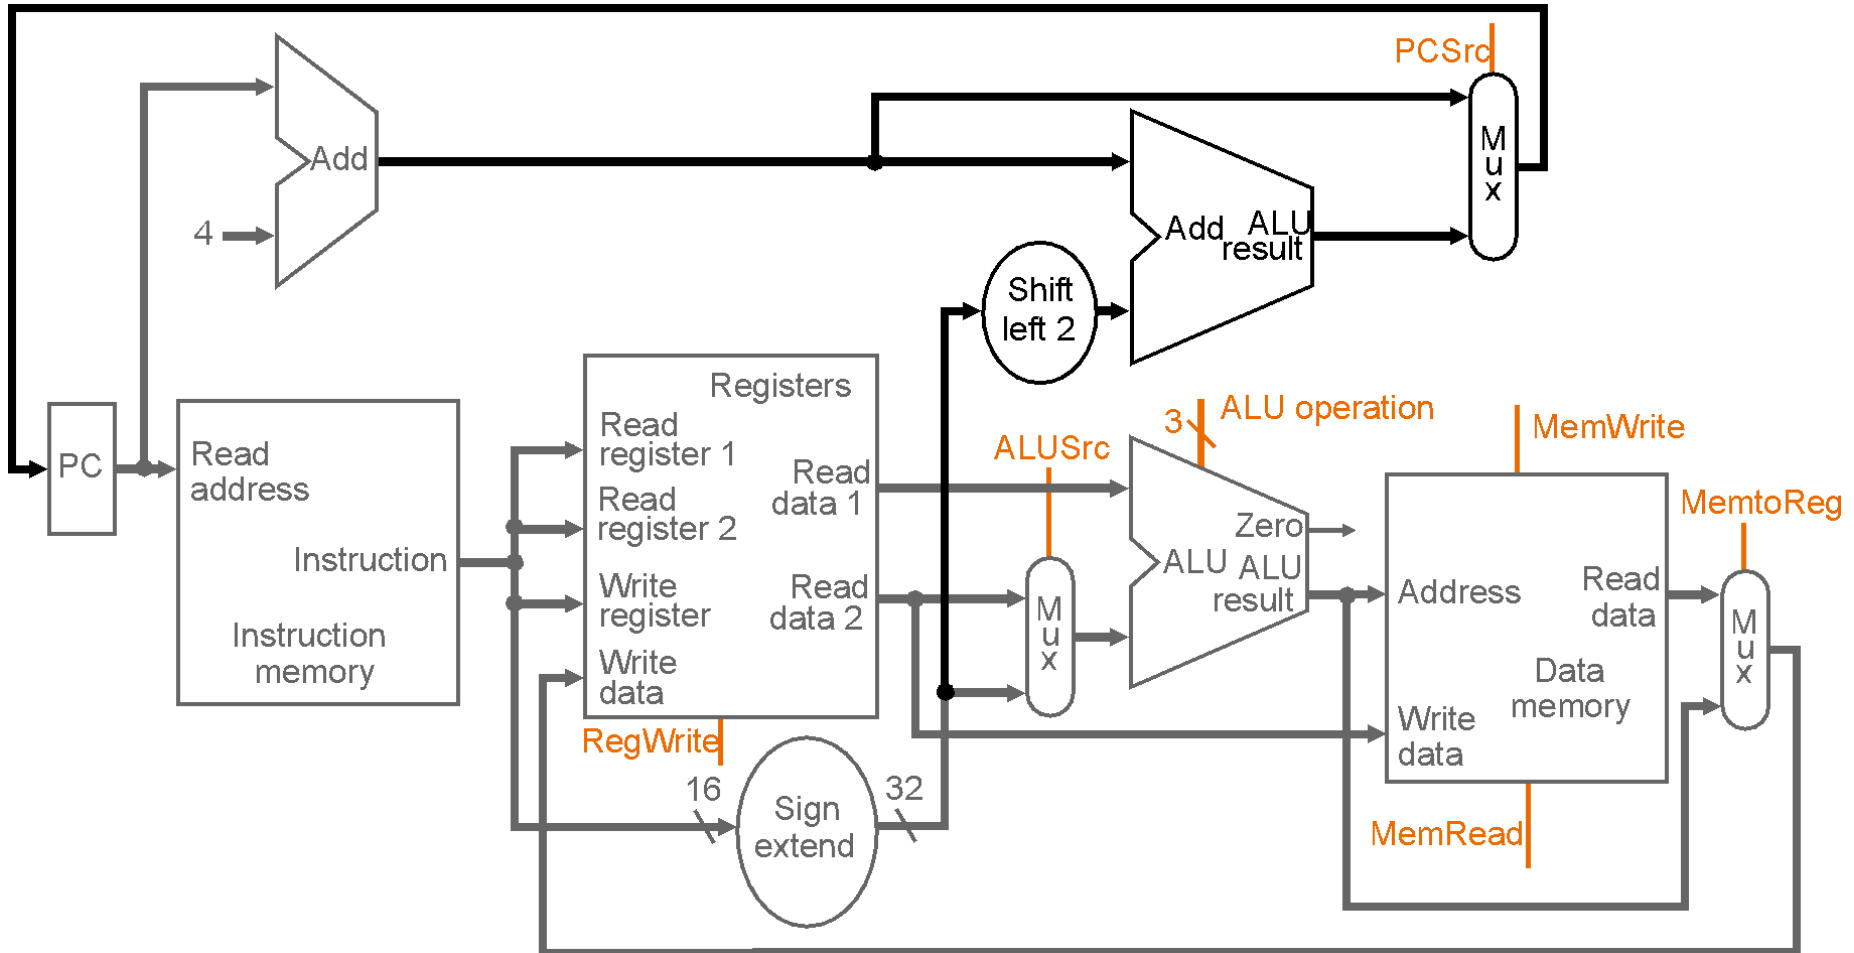 PCSrc
M
u
x
Add
4
Add
ALU
result
Shift
left 2
PC
Read
address
Instruction
Instruction
memory
Registers
Read
register 1
Read
register 2
Write
register
Write
data
Read
data 1
Read
data 2
RegWrite
16
Sign
extend
32
ALUSrc
M
u
x
3
ALU operation
Zero
ALU
ALU
result
MemWrite
Address
Read
data
Data
memory
Write
data
MemRead
MemtoReg
M
u
x